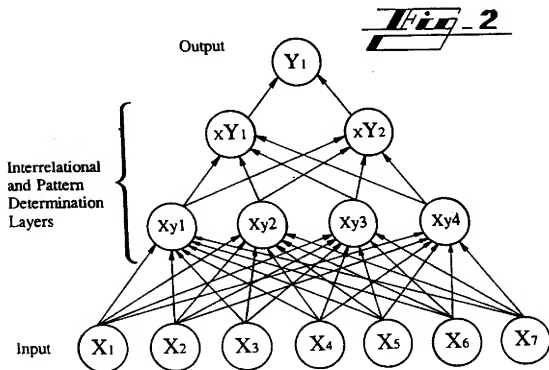 Fig_2
Output
Y1
xY1 xY2
Interrelational
and Pattern
Determination
Layers
Xy1 Xy2 Xy3 Xy4
Input
X1 X2 X3 X4 X5 X6 X7